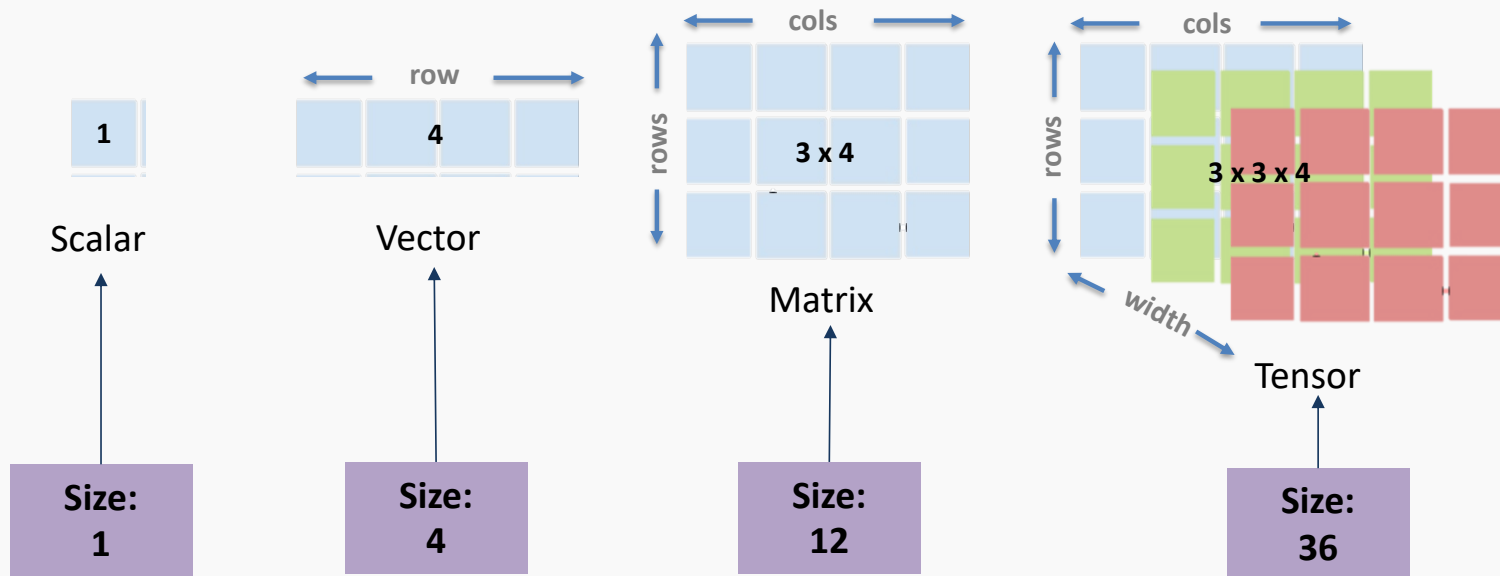 1
Scalar
Size:
1
row
4
Vector
Size:
4
cols
rows
3 x 4
Matrix
Size:
12
cols
rows
3 x 3 x 4
width
Tensor
Size:
36